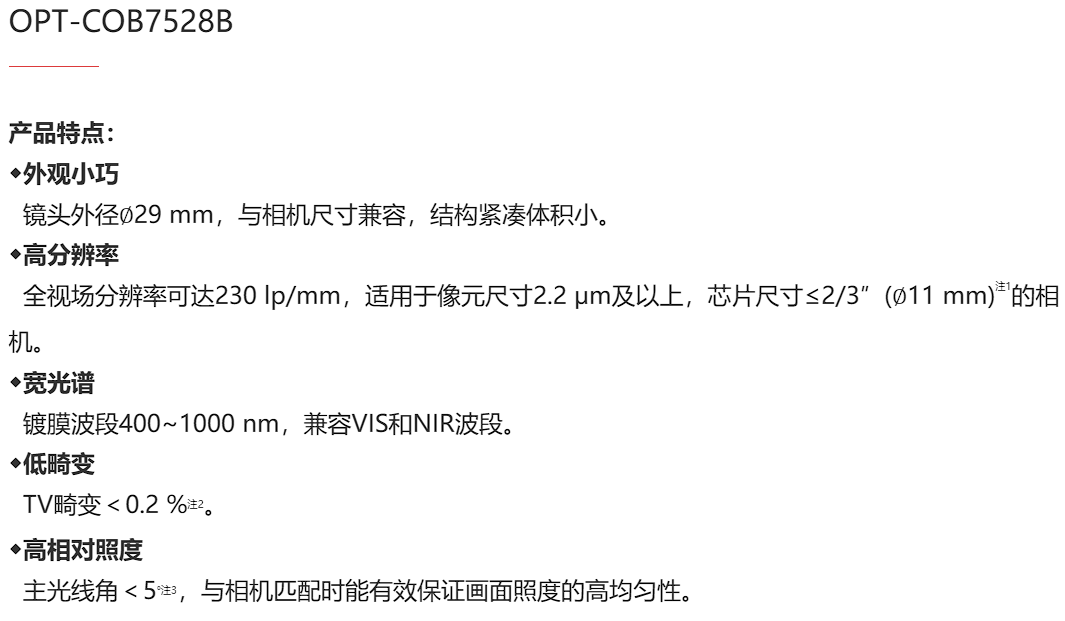 OPT-COB7528B
产品特点：
◆外观小巧
镜头外径∅29 mm，与相机尺寸兼容，结构紧凑体积小。
◆高分辨率
全视场分辨率可达230 lp/mm，适用于像元尺寸2.2 μm及以上，芯片尺寸≤2/3″ (∅11 mm)注1的相
机。
◆宽光谱
镀膜波段400~1000 nm，兼容VIS和NIR波段。
◆低畸变
TV畸变＜0.2 %注2。
◆高相对照度
主光线角＜5°注3，与相机匹配时能有效保证画面照度的高均匀性。